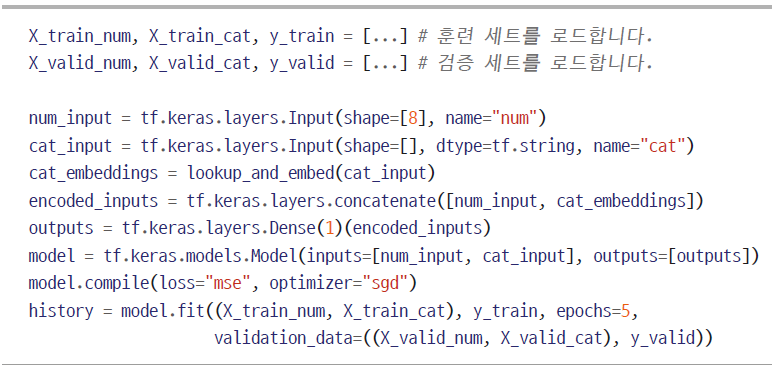 X_train_num, X_train_cat, y_train = [...] # 훈련 세트를 로드합니다.
X_valid_num, X_valid_cat, y_valid = [...] # 검증 세트를 로드합니다.
num_input = tf.keras.layers.Input(shape=[8], name="num")
cat_input = tf.keras.layers.Input(shape=[], dtype=tf.string, name="cat")
cat_embeddings = lookup_and_embed(cat_input)
encoded_inputs = tf.keras.layers.concatenate([num_input, cat_embeddings])
outputs = tf.keras.layers.Dense(1)(encoded_inputs)
model = tf.keras.models.Model(inputs=[num_input, cat_input], outputs=[outputs])
model.compile(loss="mse", optimizer="sgd")
history = model.fit((X_train_num, X_train_cat), y_train, epochs=5,
validation_data=((X_valid_num, X_valid_cat), y_valid))